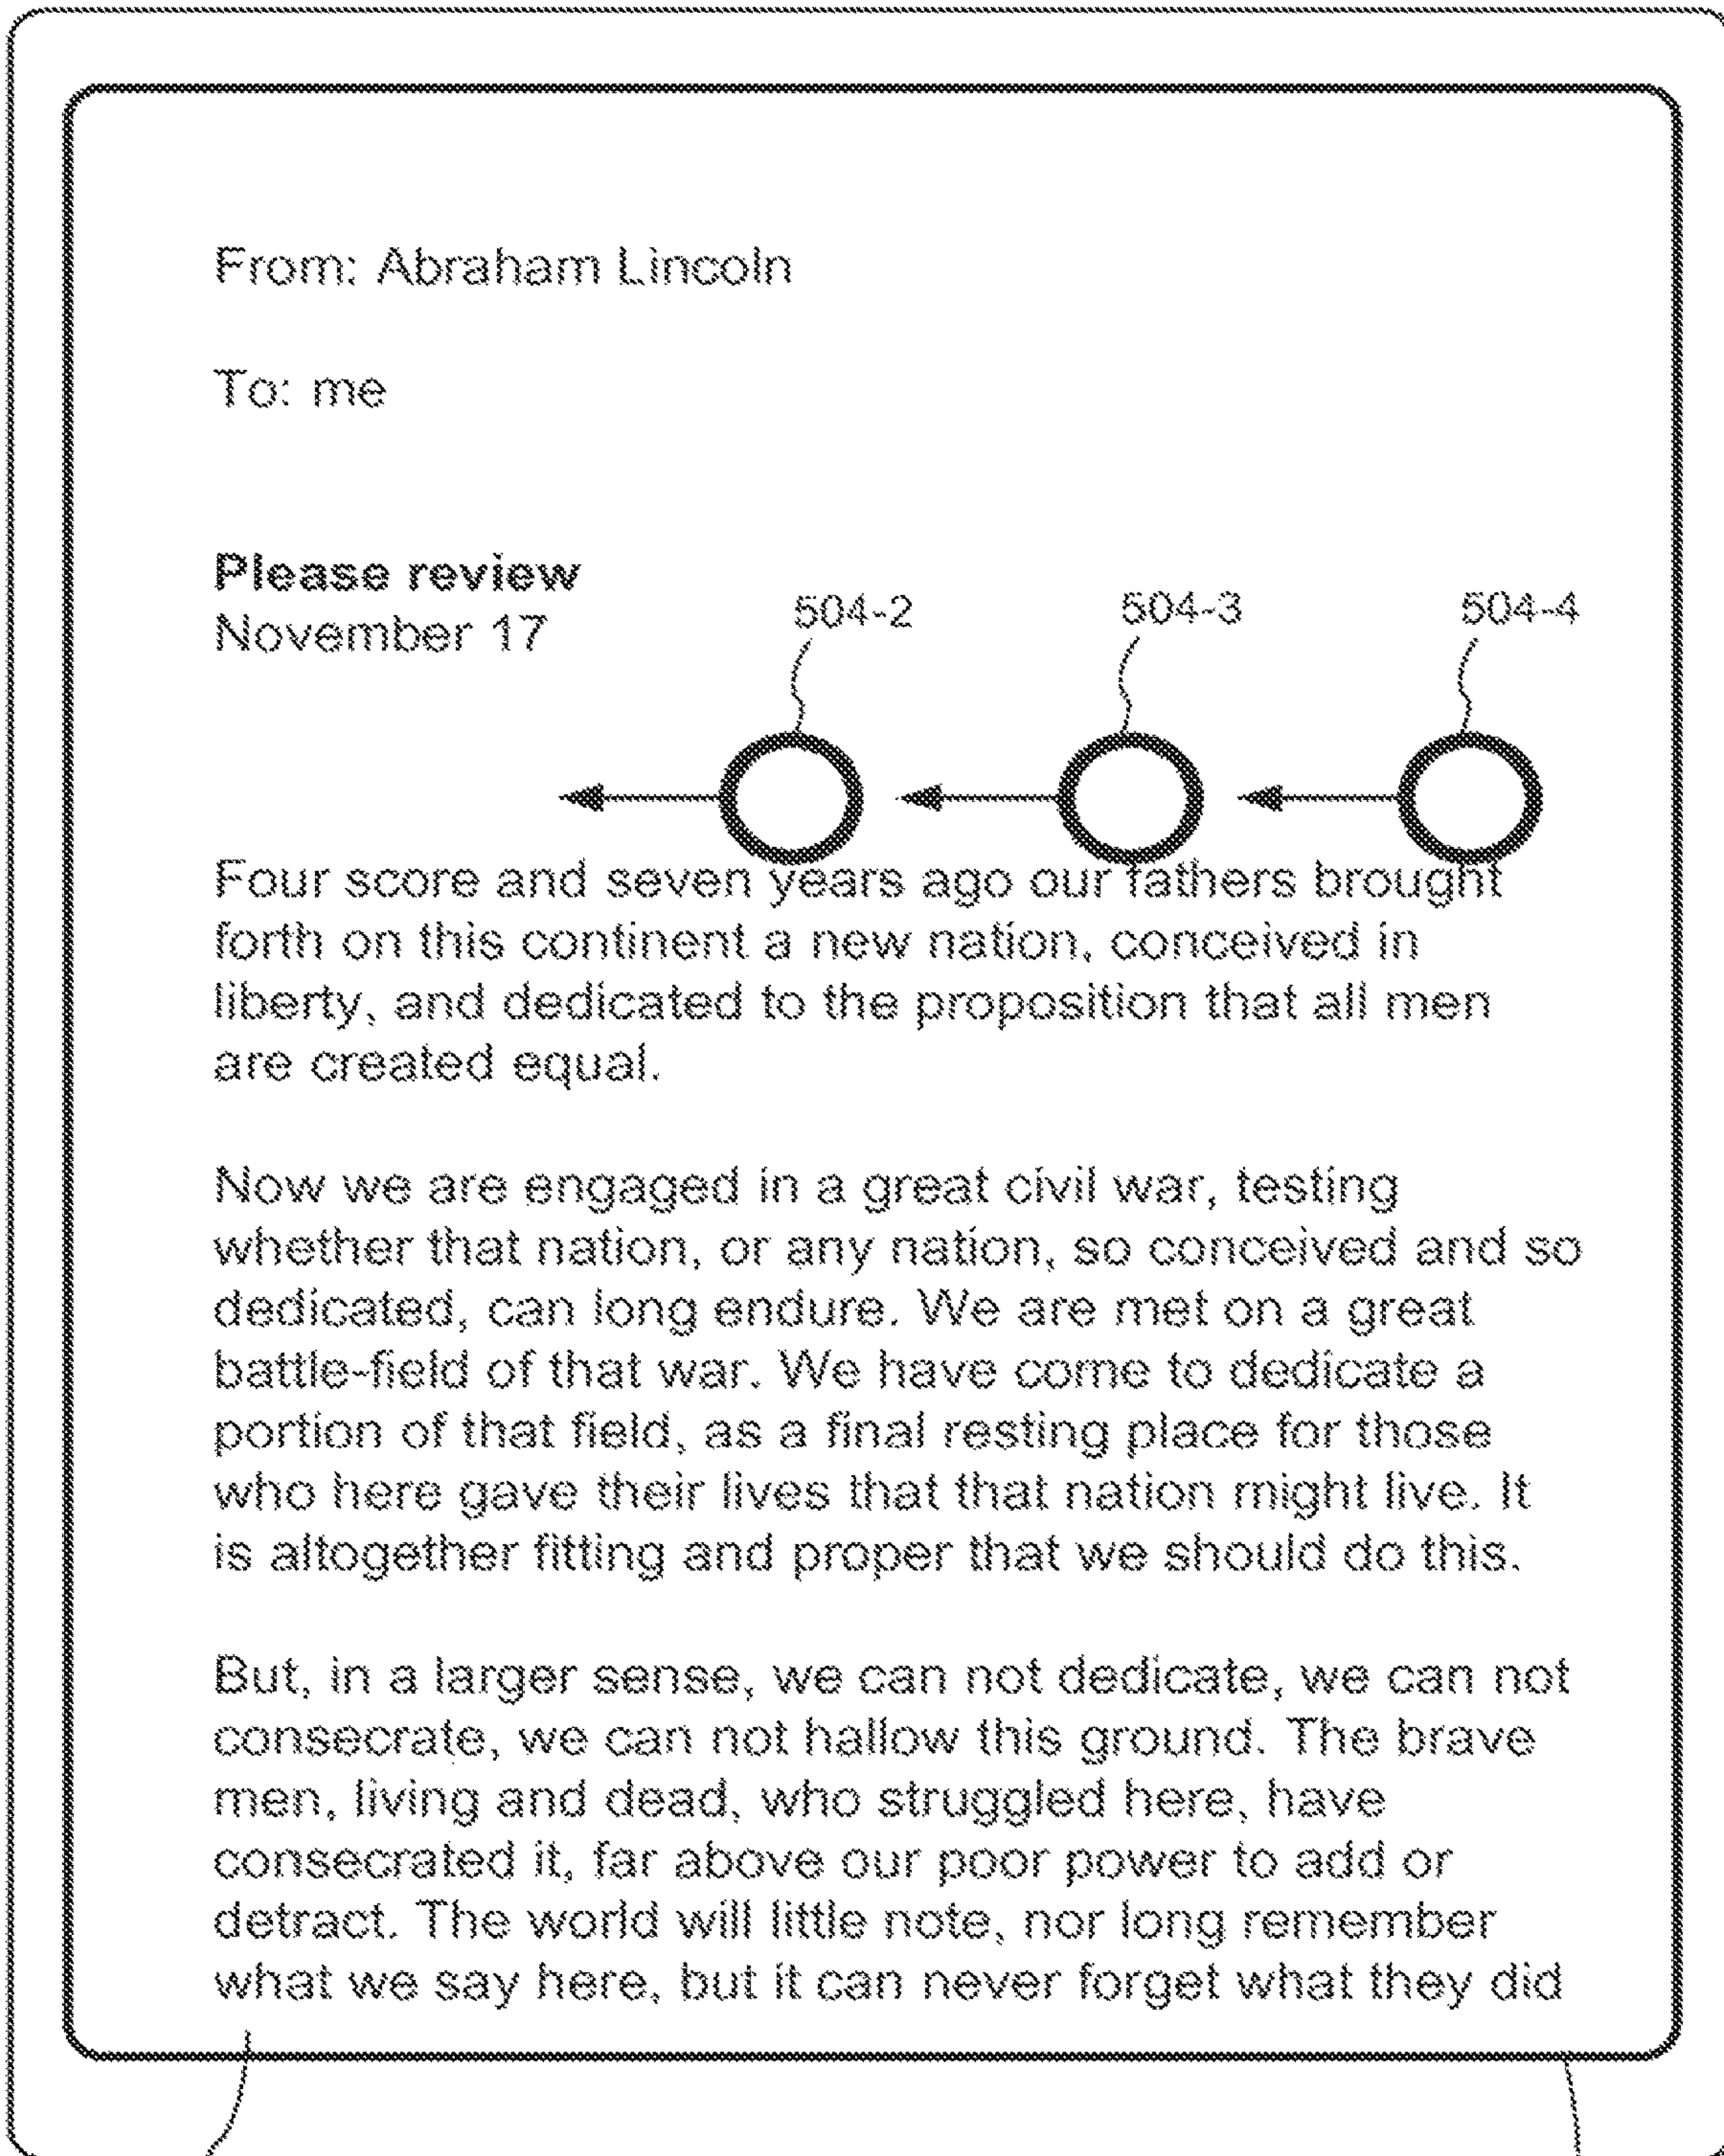 From: Abraham Lincoln
To: me
Please review
November 17
504-2 504-3 504-4
Four score and seven years ago our fathers brought
forth on this continent a new nation, conceived in
liberty, and dedicated to the proposition that all men
are created equal.
Now we are engaged in a great civil war, testing
whether that nation, or any nation, so conceived and so
dedicated, can long endure. We are met on a great
battle-field of that war. We have come to dedicate a
portion of that field, as a final resting place for those
who here gave their lives that that nation might live. It
is altogether fitting and proper that we should do this.
But, in a larger sense, we can not dedicate, we can not
consecrate, we can not hallow this ground. The brave
men, living and dead, who struggled here, have
consecrated it, far above our poor power to add or
detract. The world will little note, nor long remember
what we say here, but it can never forget what they did